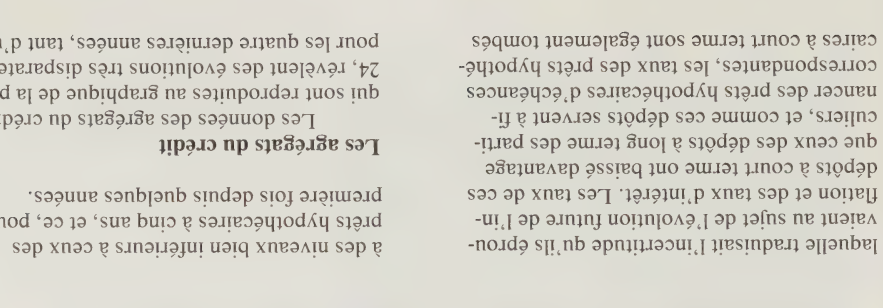 laquelle traduisait l'incertitude qu'ils éprou-
vaient au sujet de l'évolution future de l'in-
flation et des taux d'intérêt. Les taux de ces
dépôts à court terme ont baissé davantage
que ceux des dépôts à long terme des parti-
culiers, et comme ces dépôts servent à fi-
nancer des prêts hypothécaires d'échéances
correspondantes, les taux des prêts hypothé-
caires à court terme sont également tombés
à des niveaux bien inférieurs à ceux des
prêts hypothécaires à cinq ans, et ce, pou
première fois depuis quelques années.
Les agrégats du crédit
Les données des agrégats du crédi
qui sont reproduites au graphique de la p
24, révèlent des évolutions très disparate
pour les quatre dernières années, tant d'u